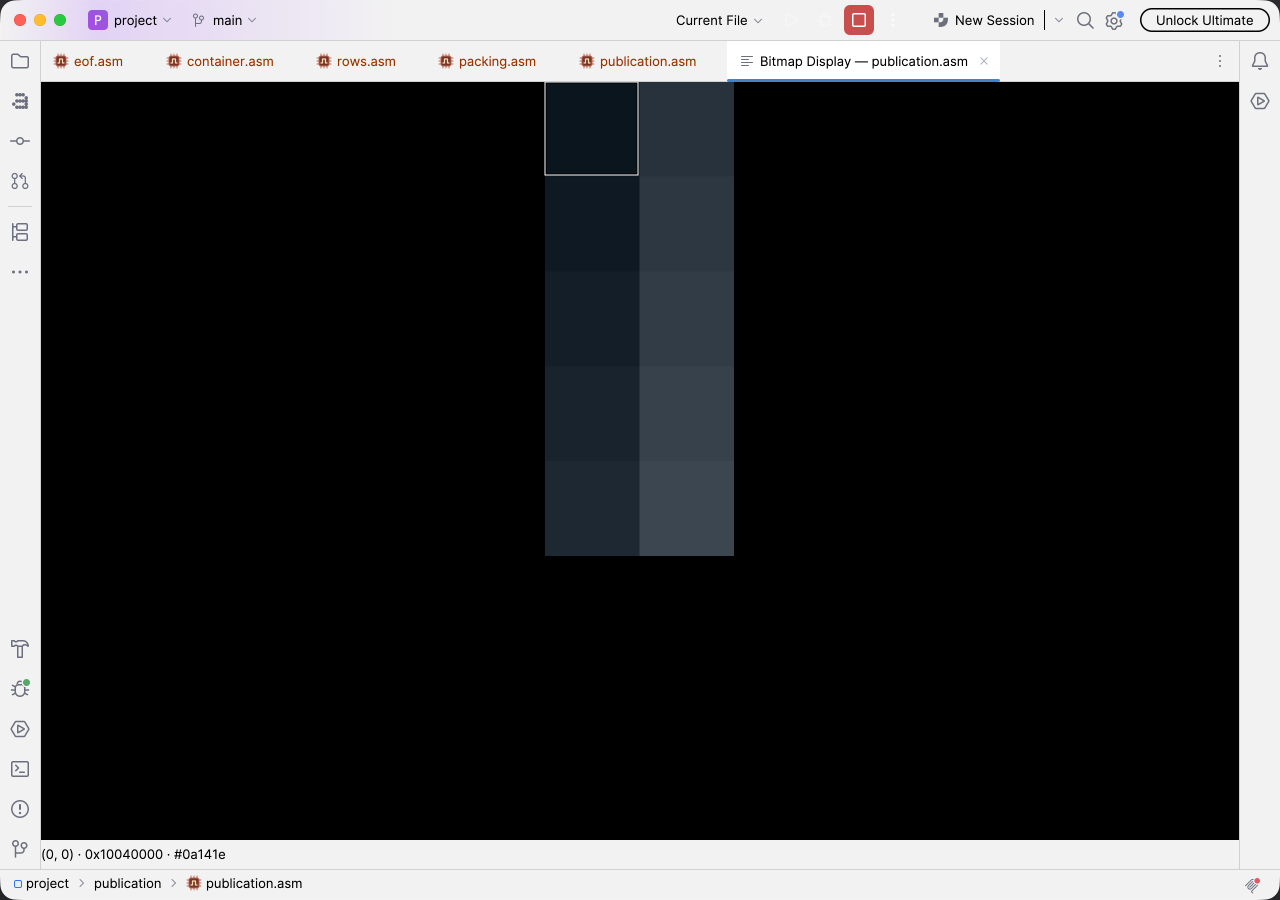 P project main Current File New Session Unlock Ultimate
eof.asm container.asm rows.asm packing.asm publication.asm Bitmap Display — publication.asm
(0, 0) · 0x10040000 · #0a141e
project publication publication.asm